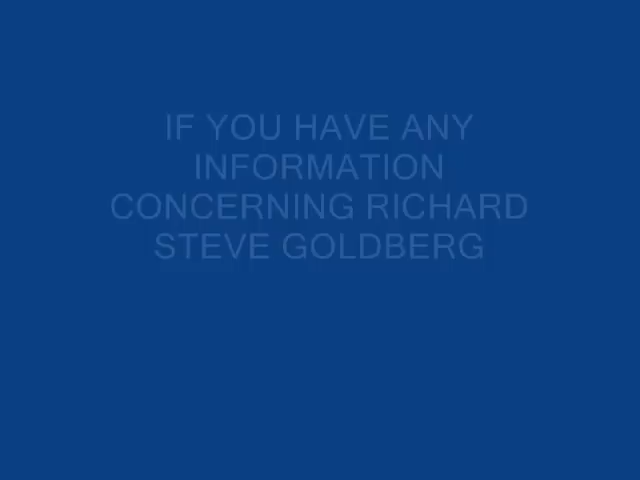 IF YOU HAVE ANY
INFORMATION
CONCERNING RICHARD
STEVE GOLDBERG